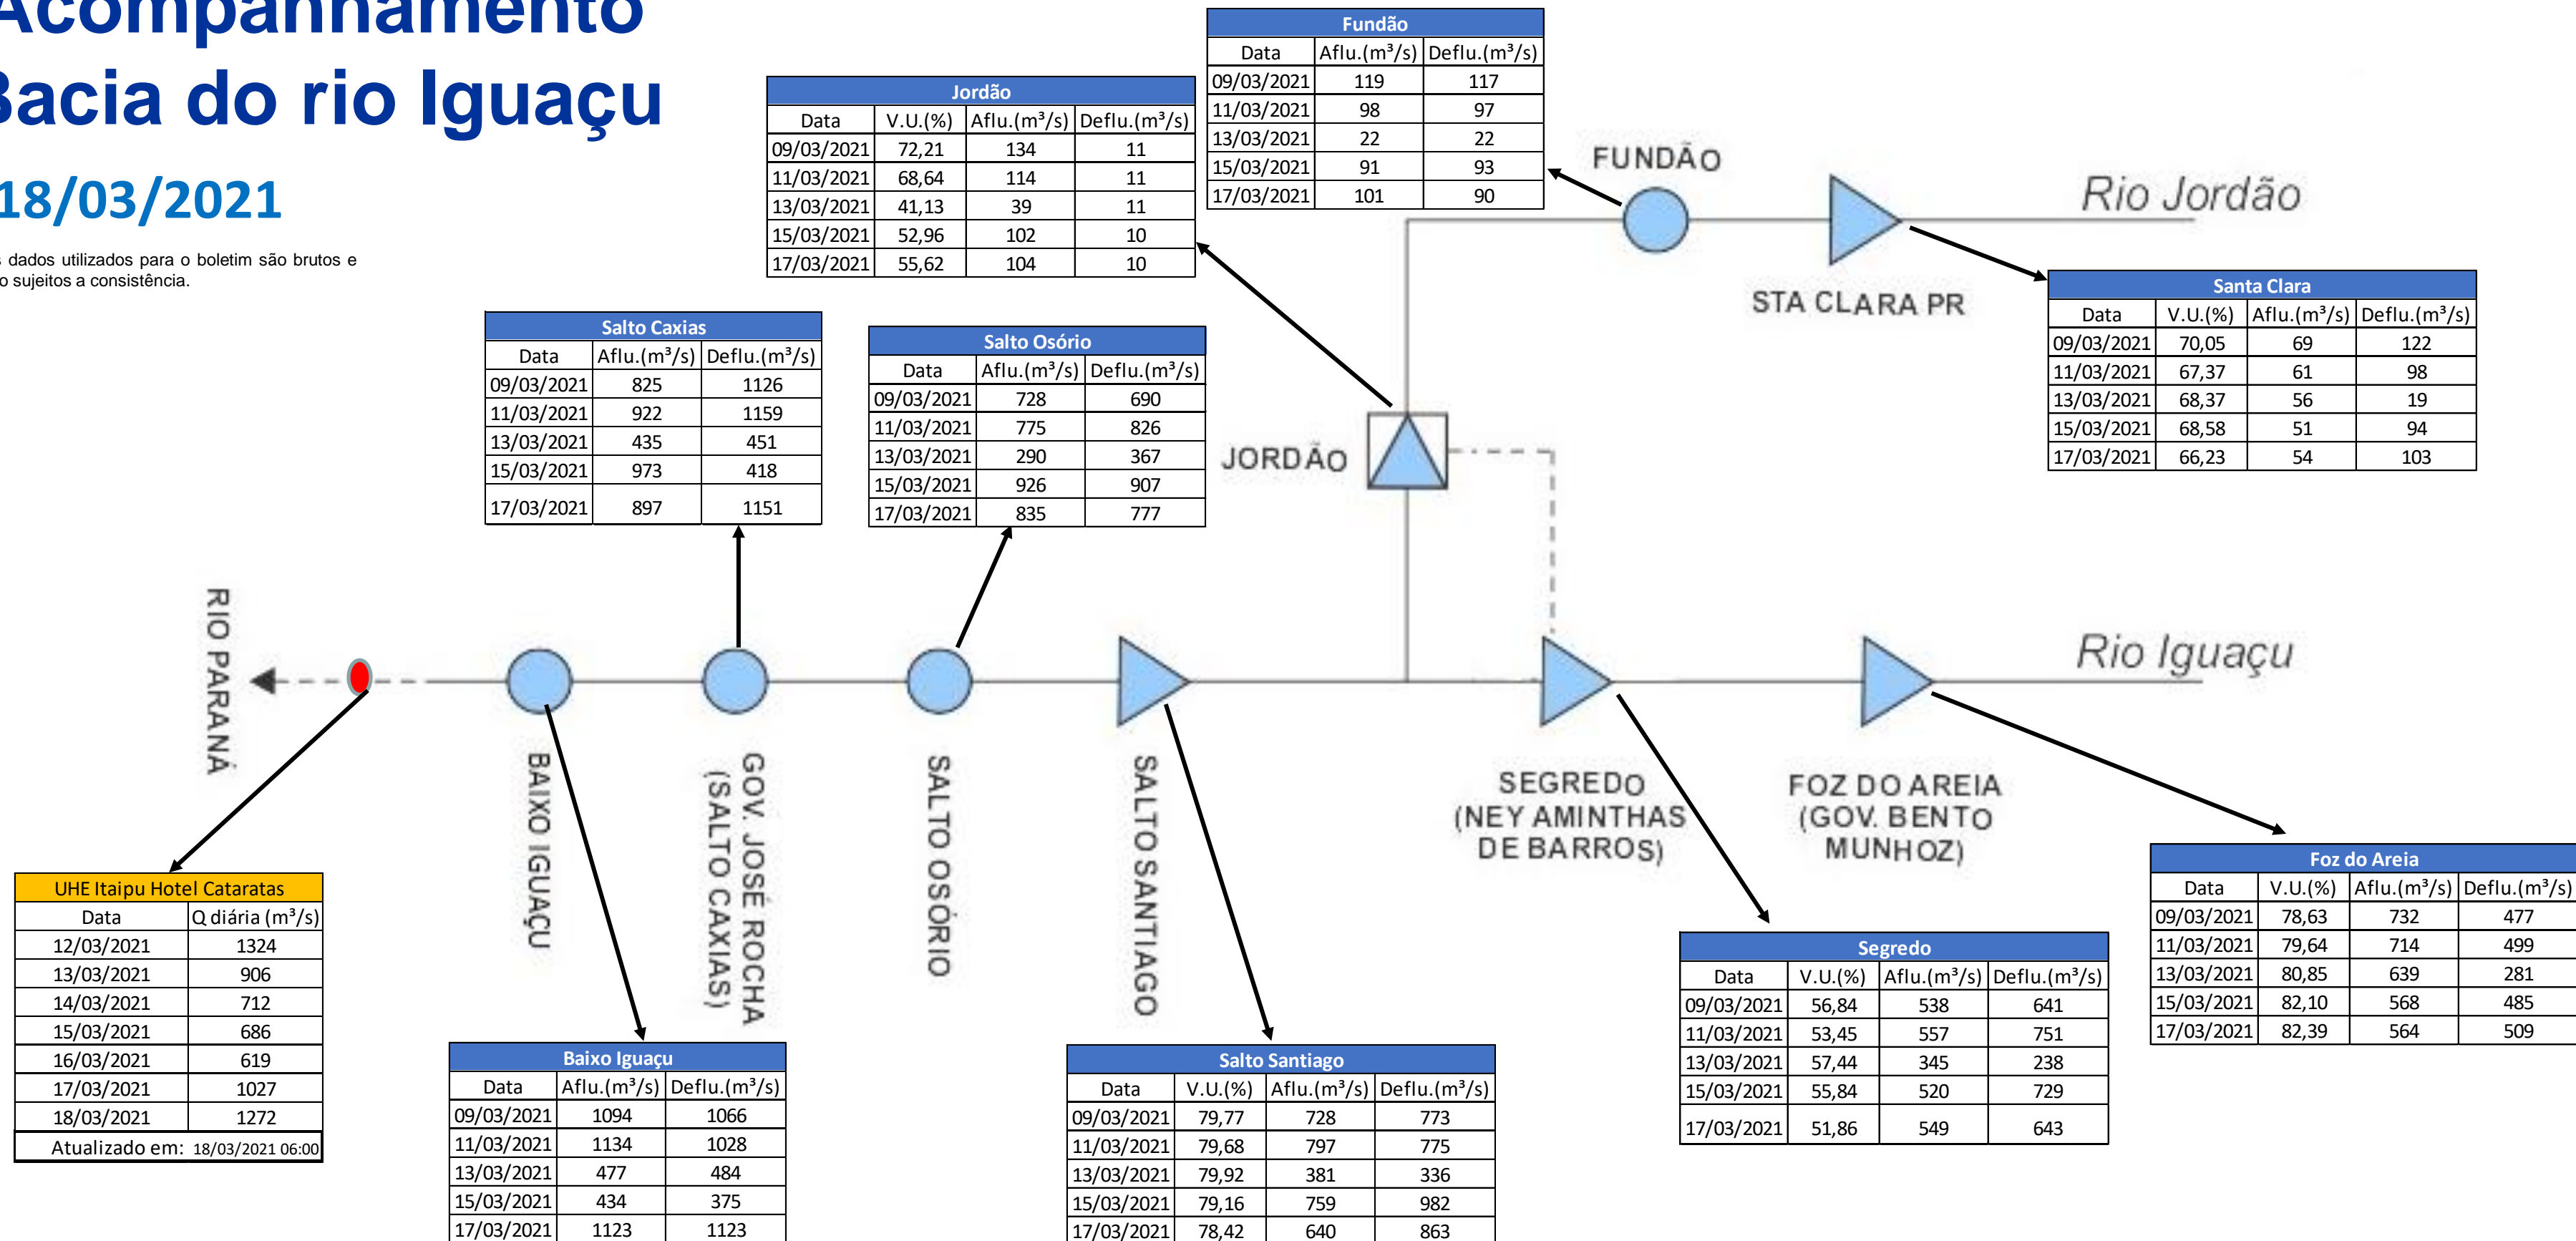 Acompanhamento
Bacia do rio Iguaçu
18/03/2021
dados utilizados para o boletim são brutos e
sujeitos a consistência.
Fundão
Data Aflu.(m³/s) Deflu.(m³/s)
09/03/2021 119 117
11/03/2021 98 97
13/03/2021 22 22
15/03/2021 91 93
17/03/2021 101 90
Jordão
Data V.U.(%) Aflu.(m³/s) Deflu.(m³/s)
09/03/2021 72,21 134 11
11/03/2021 68,64 114 11
13/03/2021 41,13 39 11
15/03/2021 52,96 102 10
17/03/2021 55,62 104 10
FUNDÃO
Rio Jordão
STA CLARA PR
Santa Clara
Data V.U.(%) Aflu.(m³/s) Deflu.(m³/s)
09/03/2021 70,05 69 122
11/03/2021 67,37 61 98
13/03/2021 68,37 56 19
15/03/2021 68,58 51 94
17/03/2021 66,23 54 103
Salto Caxias
Data Aflu.(m³/s) Deflu.(m³/s)
09/03/2021 825 1126
11/03/2021 922 1159
13/03/2021 435 451
15/03/2021 973 418
17/03/2021 897 1151
Salto Osório
Data Aflu.(m³/s) Deflu.(m³/s)
09/03/2021 728 690
11/03/2021 775 826
13/03/2021 290 367
15/03/2021 926 907
17/03/2021 835 777
JORDÃO
RIO PARANÁ
Rio Iguaçu
BAIXO IGUAÇU
GOV. JOSÉ ROCHA
(SALTO CAXIAS)
SALTO OSÓRIO
SALTO SANTIAGO
SEGREDO
(NEY AMINTHAS
DE BARROS)
FOZ DO AREIA
(GOV. BENTO
MUNHOZ)
UHE Itaipu Hotel Cataratas
Data Q diária (m³/s)
12/03/2021 1324
13/03/2021 906
14/03/2021 712
15/03/2021 686
16/03/2021 619
17/03/2021 1027
18/03/2021 1272
Atualizado em: 18/03/2021 06:00
Baixo Iguaçu
Data Aflu.(m³/s) Deflu.(m³/s)
09/03/2021 1094 1066
11/03/2021 1134 1028
13/03/2021 477 484
15/03/2021 434 375
17/03/2021 1123 1123
Salto Santiago
Data V.U.(%) Aflu.(m³/s) Deflu.(m³/s)
09/03/2021 79,77 728 773
11/03/2021 79,68 797 775
13/03/2021 79,92 381 336
15/03/2021 79,16 759 982
17/03/2021 78,42 640 863
Segredo
Data V.U.(%) Aflu.(m³/s) Deflu.(m³/s)
09/03/2021 56,84 538 641
11/03/2021 53,45 557 751
13/03/2021 57,44 345 238
15/03/2021 55,84 520 729
17/03/2021 51,86 549 643
Foz do Areia
Data V.U.(%) Aflu.(m³/s) Deflu.(m³/s)
09/03/2021 78,63 732 477
11/03/2021 79,64 714 499
13/03/2021 80,85 639 281
15/03/2021 82,10 568 485
17/03/2021 82,39 564 509